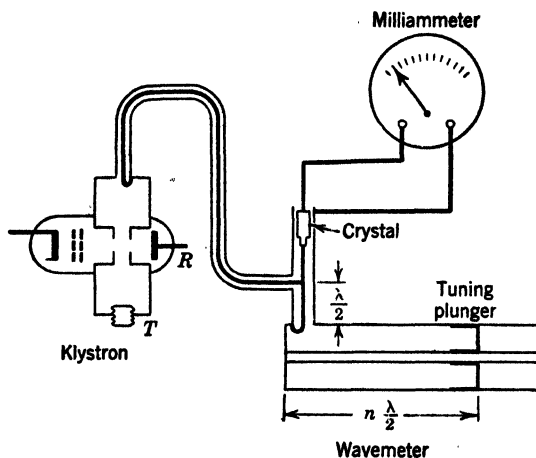 Milliammeter
Crystal
R
T
Klystron
λ/2
Tuning
plunger
n λ/2
Wavemeter